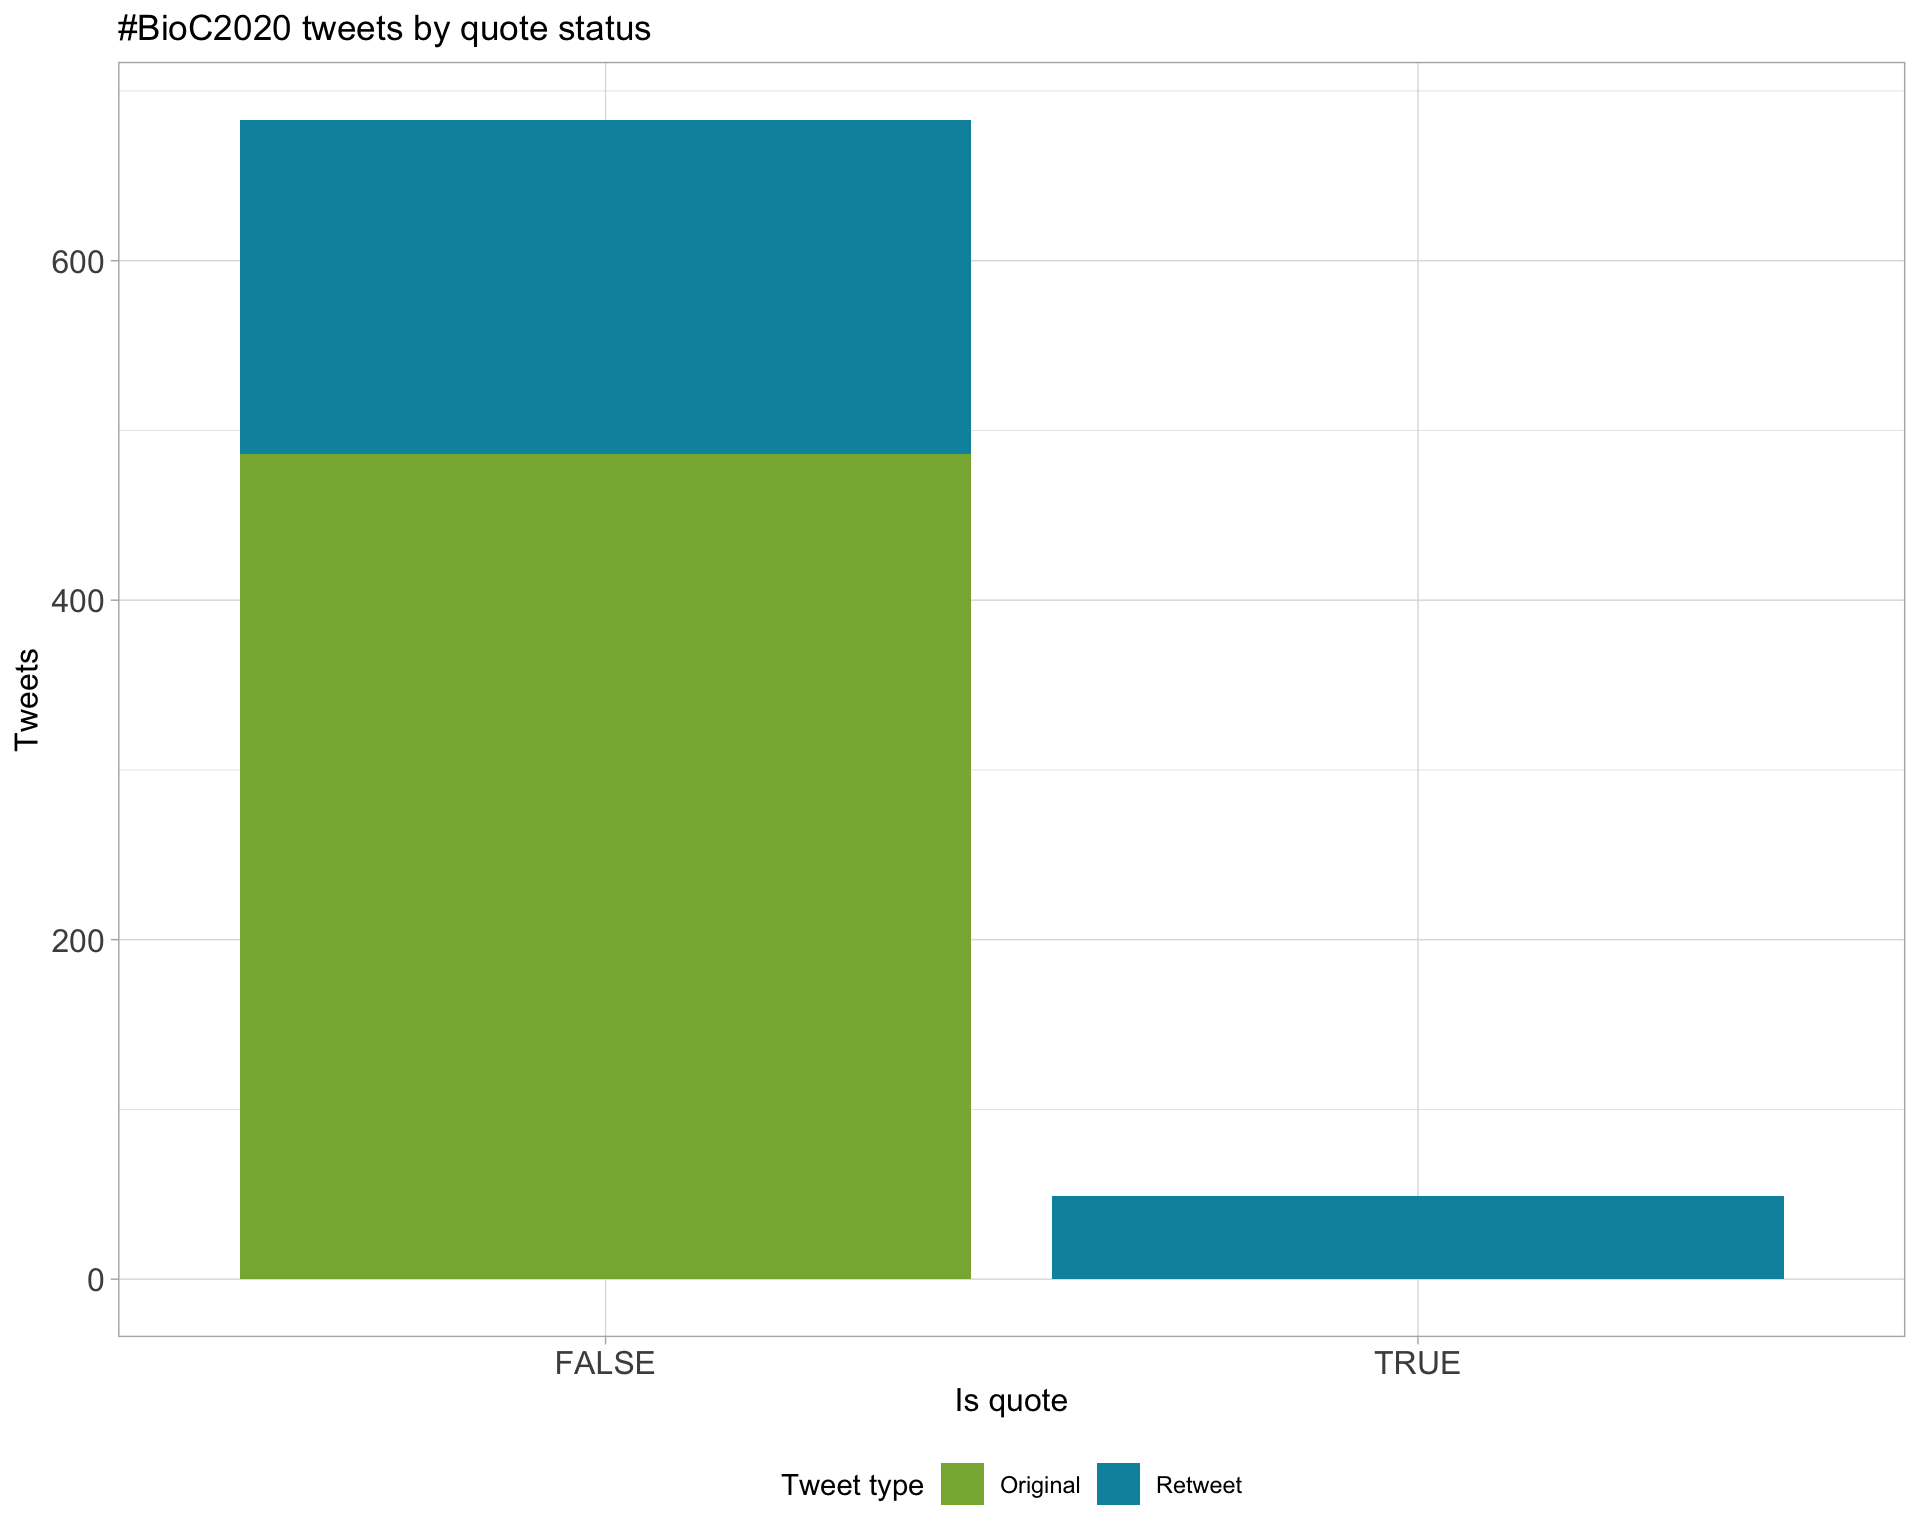 #BioC2020 tweets by quote status
600
400
200
0
Tweets
FALSE
TRUE
Is quote
Tweet type
Original
Retweet